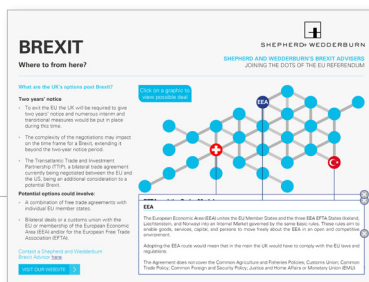 BREXIT
Where to from here?
SHEPHERD+ WEDDERBURN
SHEPHERD AND WEDDERBURN'S BREXIT ADVISERS
JOINING THE DOTS OF THE EU REFERENDUM
What are the UK's options post Brexit?
Two years' notice
- To exit the EU the UK will be required to give
two years' notice and numerous interim and
transitional measures would be put in place
during this time.
- The complexity of the negotiations may impact
on the time frame for a Brexit, extending it
beyond the two-year notice period.
- The Transatlantic Trade and Investment
Partnership (TTIP), a bilateral trade agreement
currently being negotiated between the EU and
the US, being an additional consideration to a
potential Brexit.
Potential options could involve:
- A combination of free trade agreements with
individual EU member states.
- Bilateral deals or a customs union with the
EU or membership of the European Economic
Area (EEA) and/or for the European Free Trade
Association (EFTA).
Contact a Shepherd and Wedderburn
Brexit Advisor here.
VISIT OUR WEBSITE
Click on a graphic to
view possible deal
EEA
EEA
The European Economic Area (EEA) unites the EU Member States and the three EEA EFTA States (Iceland,
Liechtenstein, and Norway) into an Internal Market governed by the same basic rules. These rules aim to
enable goods, services, capital, and persons to move freely about the EEA in an open and competitive
environment.
Adopting the EEA route would mean that in the main the UK would have to comply with the EU laws and
regulations.
The Agreement does not cover the Common Agriculture and Fisheries Policies; Customs Union; Common
Trade Policy; Common Foreign and Security Policy; Justice and Home Affairs or Monetary Union (EMU).